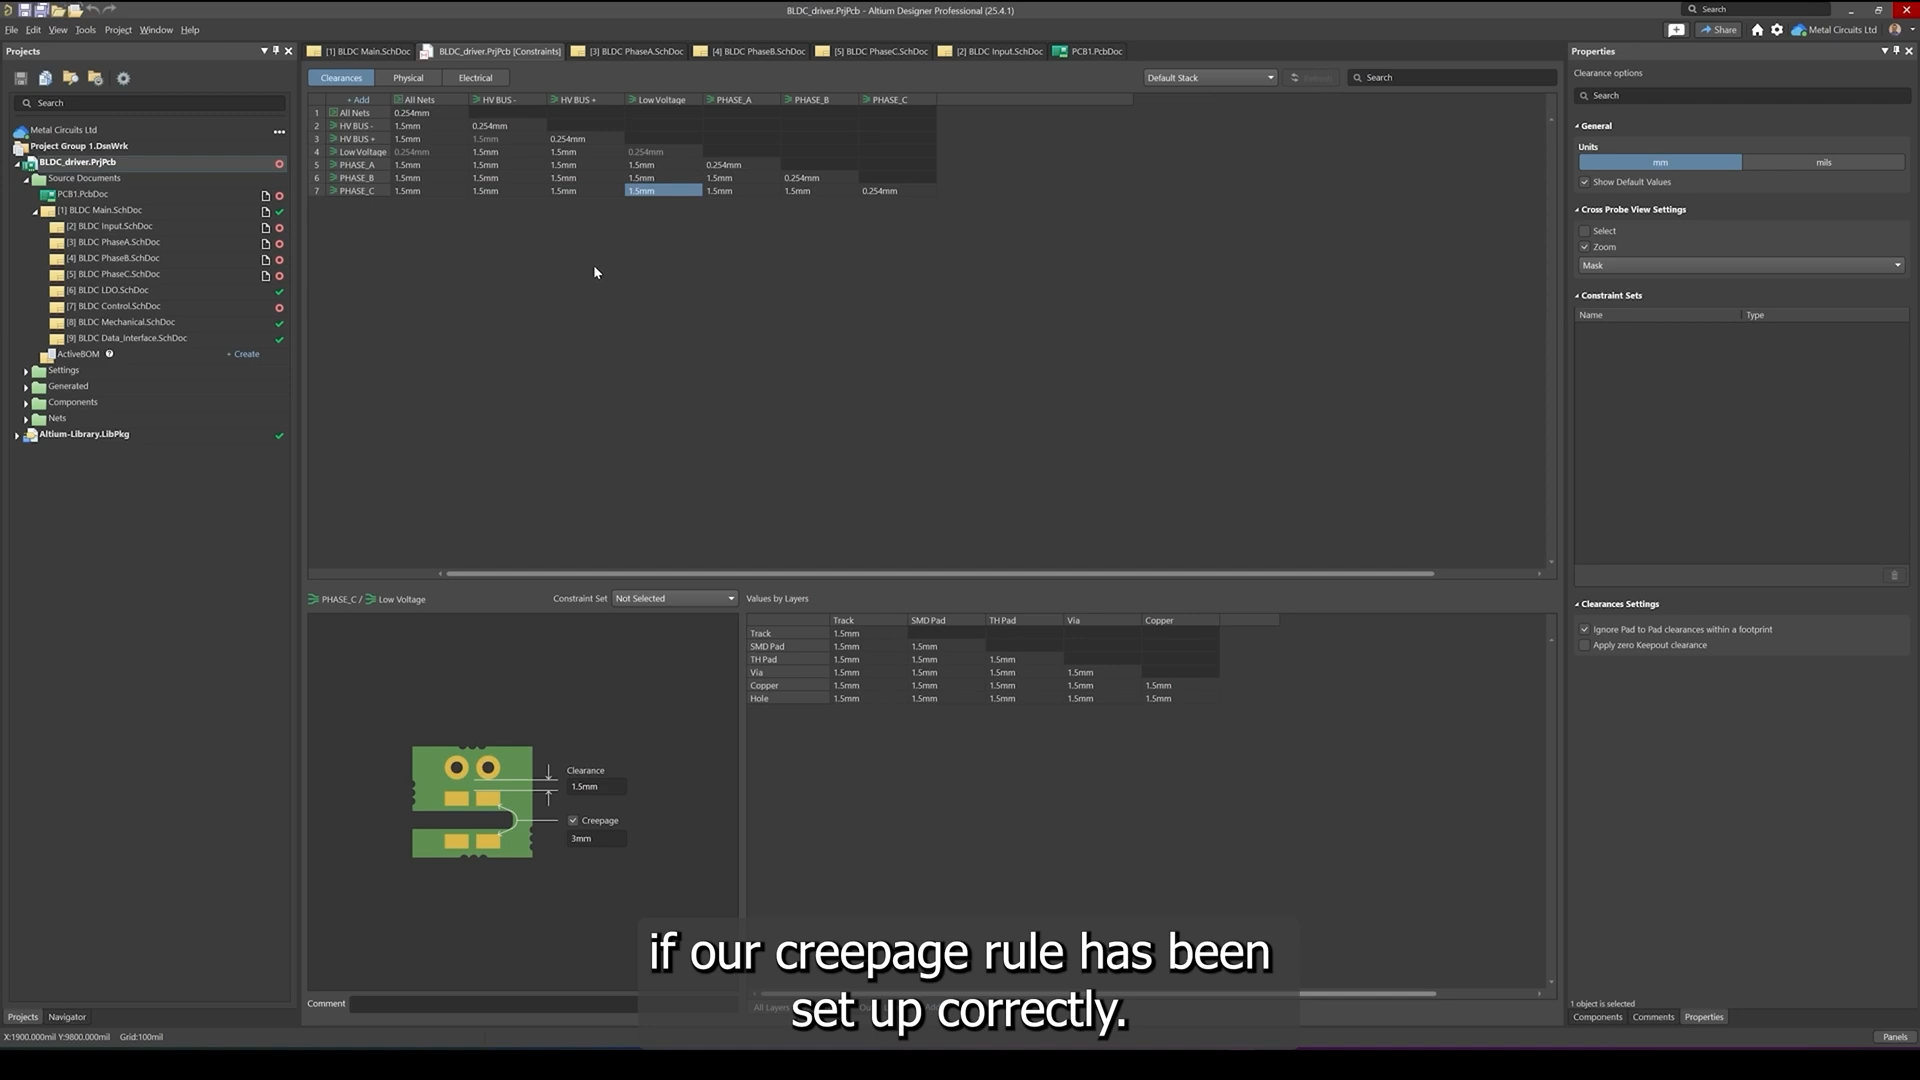 BLDC_driver.PrjPcb - Altium Designer Professional (25.4.1)
Search
File Edit View Tools Project Window Help
Share
Metal Circuits Ltd
Projects
[1] BLDC Main.SchDoc
BLDC_driver.PrjPcb [Constraints]
[3] BLDC PhaseA.SchDoc
[4] BLDC PhaseB.SchDoc
[5] BLDC PhaseC.SchDoc
[2] BLDC Input.SchDoc
PCB1.PcbDoc
Search
Metal Circuits Ltd
Project Group 1.DsnWrk
BLDC_driver.PrjPcb
Source Documents
PCB1.PcbDoc
[1] BLDC Main.SchDoc
[2] BLDC Input.SchDoc
[3] BLDC PhaseA.SchDoc
[4] BLDC PhaseB.SchDoc
[5] BLDC PhaseC.SchDoc
[6] BLDC LDO.SchDoc
[7] BLDC Control.SchDoc
[8] BLDC Mechanical.SchDoc
[9] BLDC Data_Interface.SchDoc
ActiveBOM + Create
Settings
Generated
Components
Nets
Altium-Library.LibPkg
Projects Navigator
Clearances Physical Electrical
Default Stack
Search
+ Add All Nets HV BUS - HV BUS + Low Voltage PHASE_A PHASE_B PHASE_C
1 All Nets 0.254mm
2 HV BUS - 1.5mm 0.254mm
3 HV BUS + 1.5mm 1.5mm 0.254mm
4 Low Voltage 0.254mm 1.5mm 1.5mm 0.254mm
5 PHASE_A 1.5mm 1.5mm 1.5mm 1.5mm 0.254mm
6 PHASE_B 1.5mm 1.5mm 1.5mm 1.5mm 1.5mm 0.254mm
7 PHASE_C 1.5mm 1.5mm 1.5mm 1.5mm 1.5mm 1.5mm 0.254mm
PHASE_C / Low Voltage
Constraint Set Not Selected
Clearance
1.5mm
Creepage
3mm
Comment
Values by Layers
Track SMD Pad TH Pad Via Copper
Track 1.5mm
SMD Pad 1.5mm 1.5mm
TH Pad 1.5mm 1.5mm 1.5mm
Via 1.5mm 1.5mm 1.5mm 1.5mm
Copper 1.5mm 1.5mm 1.5mm 1.5mm 1.5mm
Hole 1.5mm 1.5mm 1.5mm 1.5mm 1.5mm
All Layers
Properties
Clearance options
Search
General
Units
mm mils
Show Default Values
Cross Probe View Settings
Select
Zoom
Mask
Constraint Sets
Name Type
Clearances Settings
Ignore Pad to Pad clearances within a footprint
Apply zero Keepout clearance
1 object is selected
Components Comments Properties
if our creepage rule has been
set up correctly.
X:1900.000mil Y:9800.000mil Grid:100mil
Panels